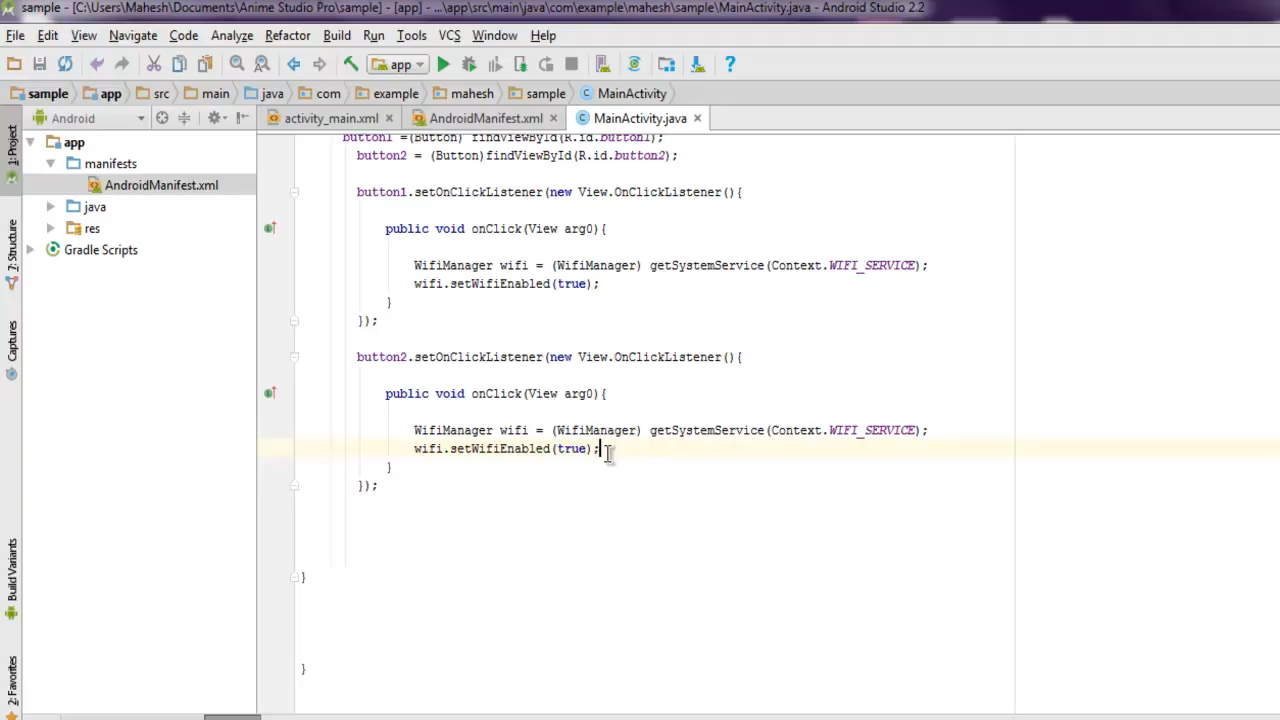 sample - [C:\Users\Mahesh\Documents\Anime Studio Pro\sample] - [app] - ...\app\src\main\java\com\example\mahesh\sample\MainActivity.java - Android Studio 2.2
File Edit View Navigate Code Analyze Refactor Build Run Tools VCS Window Help
app
sample app src main java com example mahesh sample MainActivity
Android activity_main.xml AndroidManifest.xml MainActivity.java
1: Project
7: Structure
Captures
Build Variants
2: Favorites
app
manifests
AndroidManifest.xml
java
res
Gradle Scripts
button1 =(Button) findViewById(R.id.button1);
button2 = (Button)findViewById(R.id.button2);
button1.setOnClickListener(new View.OnClickListener(){
public void onClick(View arg0){
WifiManager wifi = (WifiManager) getSystemService(Context.WIFI_SERVICE);
wifi.setWifiEnabled(true);
}
});
button2.setOnClickListener(new View.OnClickListener(){
public void onClick(View arg0){
WifiManager wifi = (WifiManager) getSystemService(Context.WIFI_SERVICE);
wifi.setWifiEnabled(true);
}
});
}
}